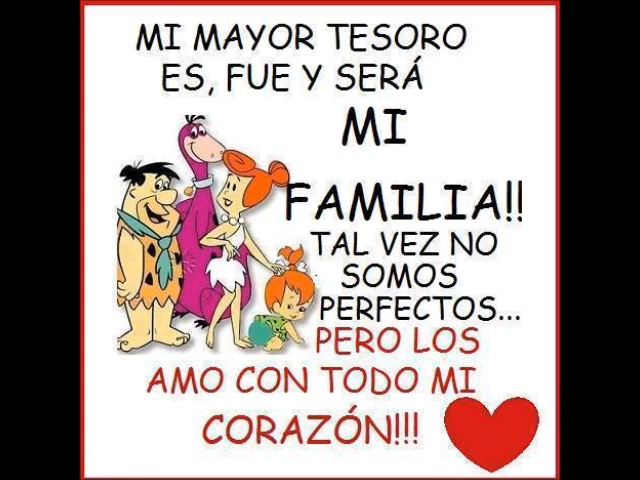 MI MAYOR TESORO
ES, FUE Y SERÁ
MI
FAMILIA!!
TAL VEZ NO
SOMOS
PERFECTOS...
PERO LOS
AMO CON TODO MI
CORAZÓN!!!